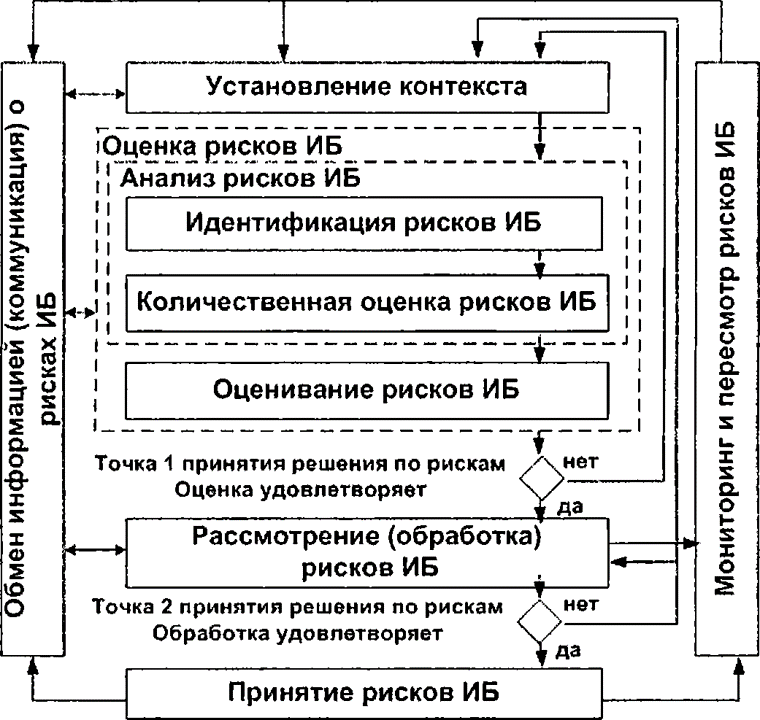 Обмен информацией (коммуникация) о
рисках ИБ
Установление контекста
Оценка рисков ИБ
Анализ рисков ИБ
Идентификация рисков ИБ
Количественная оценка рисков ИБ
Оценивание рисков ИБ
Точка 1 принятия решения по рискам
Оценка удовлетворяет
нет
да
Рассмотрение (обработка)
рисков ИБ
Точка 2 принятия решения по рискам
Обработка удовлетворяет
нет
да
Принятие рисков ИБ
Мониторинг и пересмотр рисков ИБ